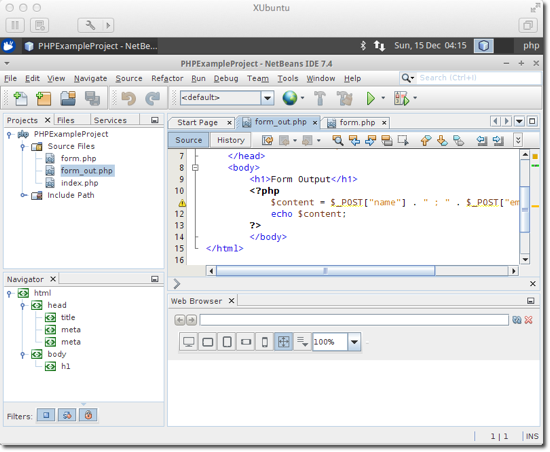 XUbuntu
PHPExampleProject - NetBe...
Sun, 15 Dec 04:15
php
PHPExampleProject - NetBeans IDE 7.4
File Edit View Navigate Source Refactor Run Debug Team Tools Window Help
Search (Ctrl+I)
<default>
Projects
Files
Services
PHPExampleProject
Source Files
form.php
form_out.php
index.php
Include Path
Start Page
form_out.php
form.php
Source
History
7 </head>
8 <body>
9 <h1>Form Output</h1>
10 <?php
$content = $_POST["name"] . " : " . $_POST["em
12 echo $content;
13 ?>
14 </body>
15 </html>
16
Navigator
html
head
title
meta
meta
body
h1
Filters:
Web Browser
100%
1 | 1
INS